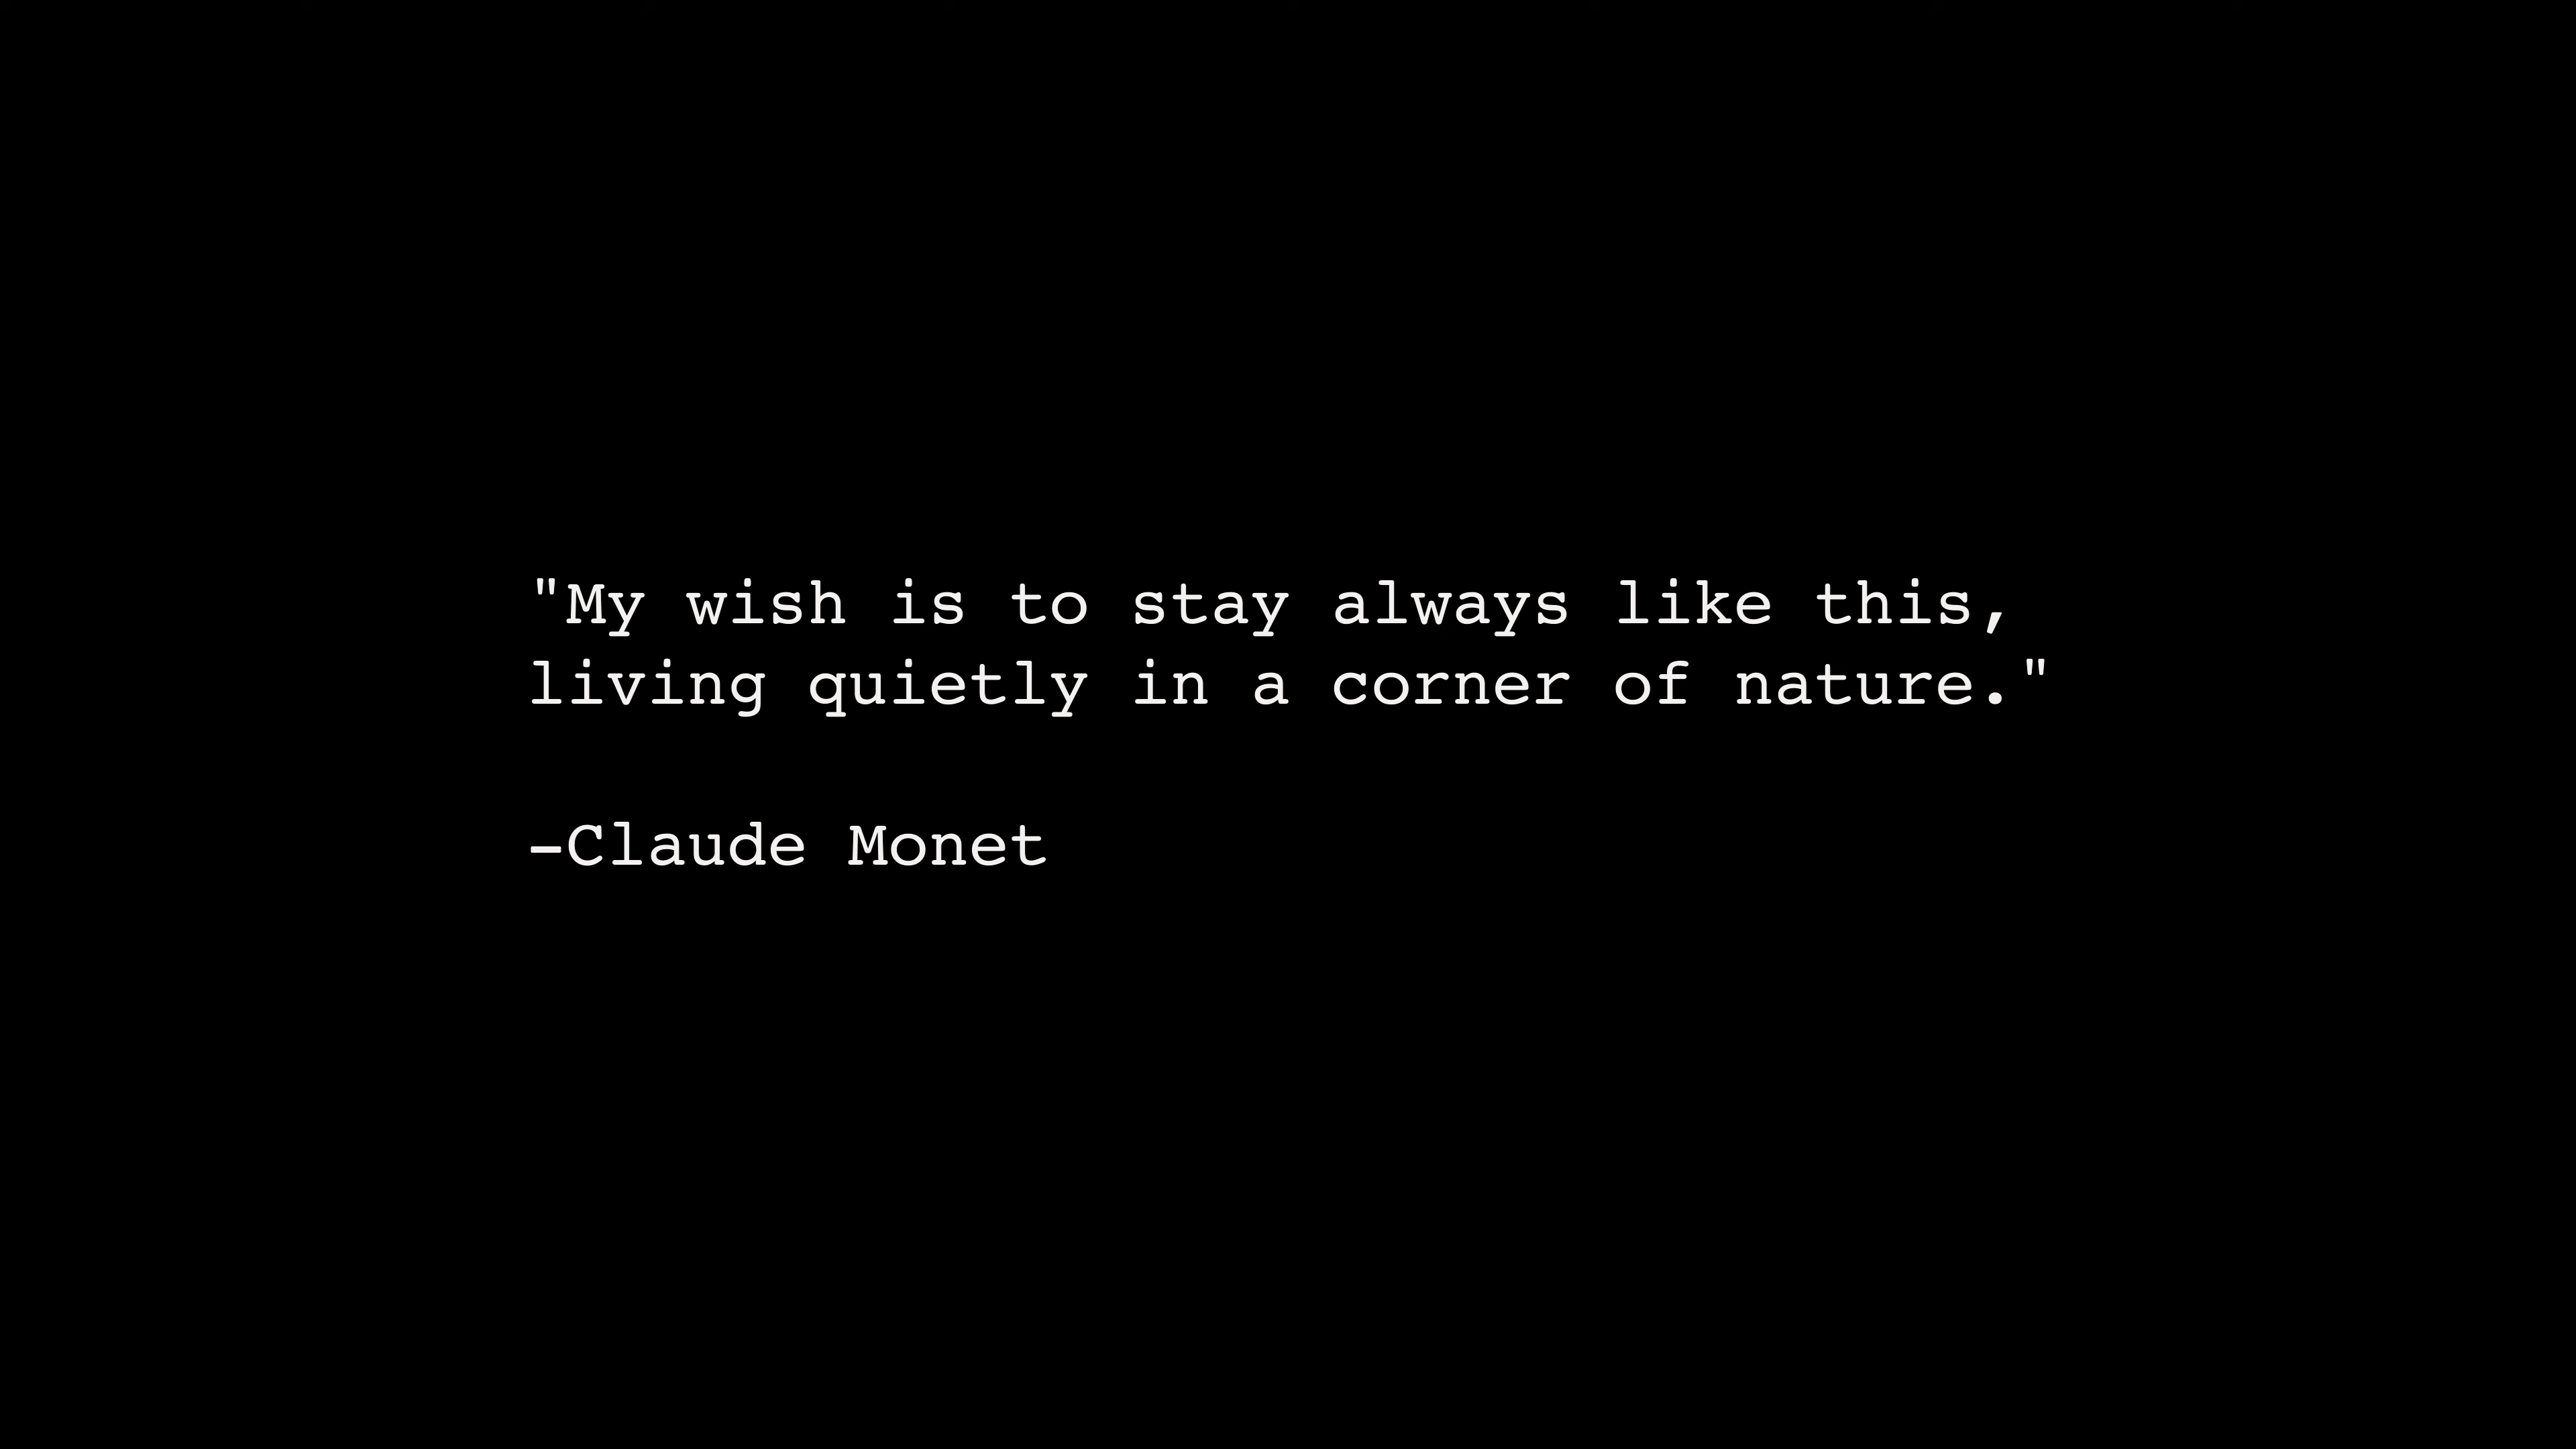 "My wish is to stay always like this,
living quietly in a corner of nature."
-Claude Monet